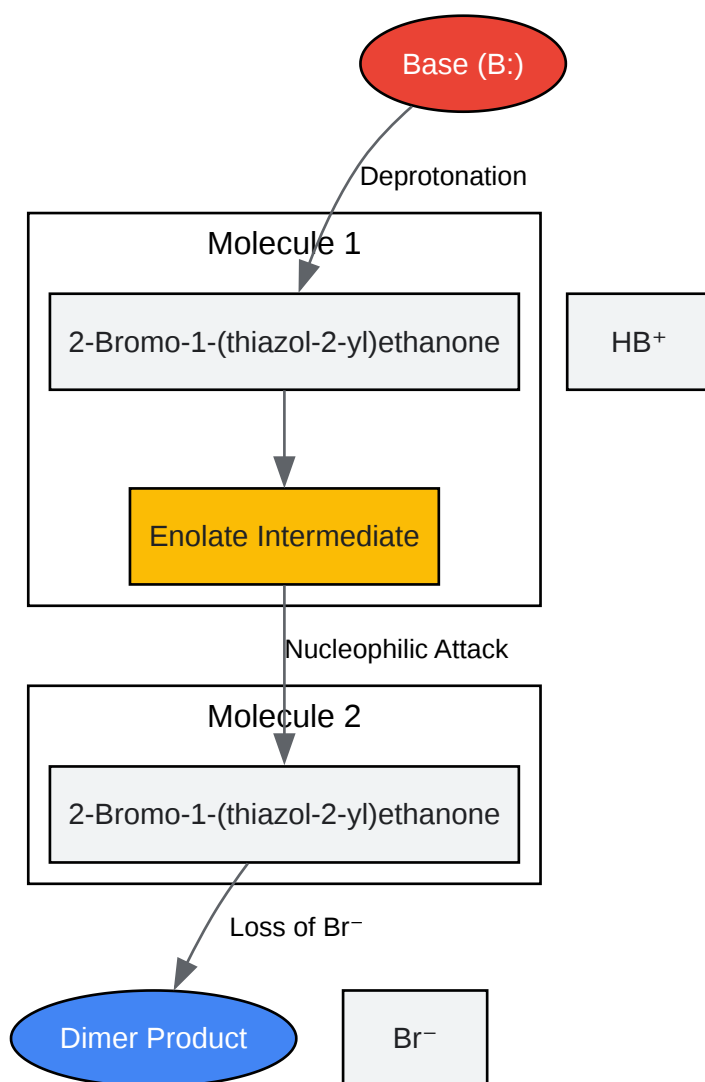 Base (B:)
Deprotonation
Molecule 1
2-Bromo-1-(thiazol-2-yl)ethanone
HB⁺
Enolate Intermediate
Nucleophilic Attack
Molecule 2
2-Bromo-1-(thiazol-2-yl)ethanone
Loss of Br⁻
Dimer Product
Br⁻